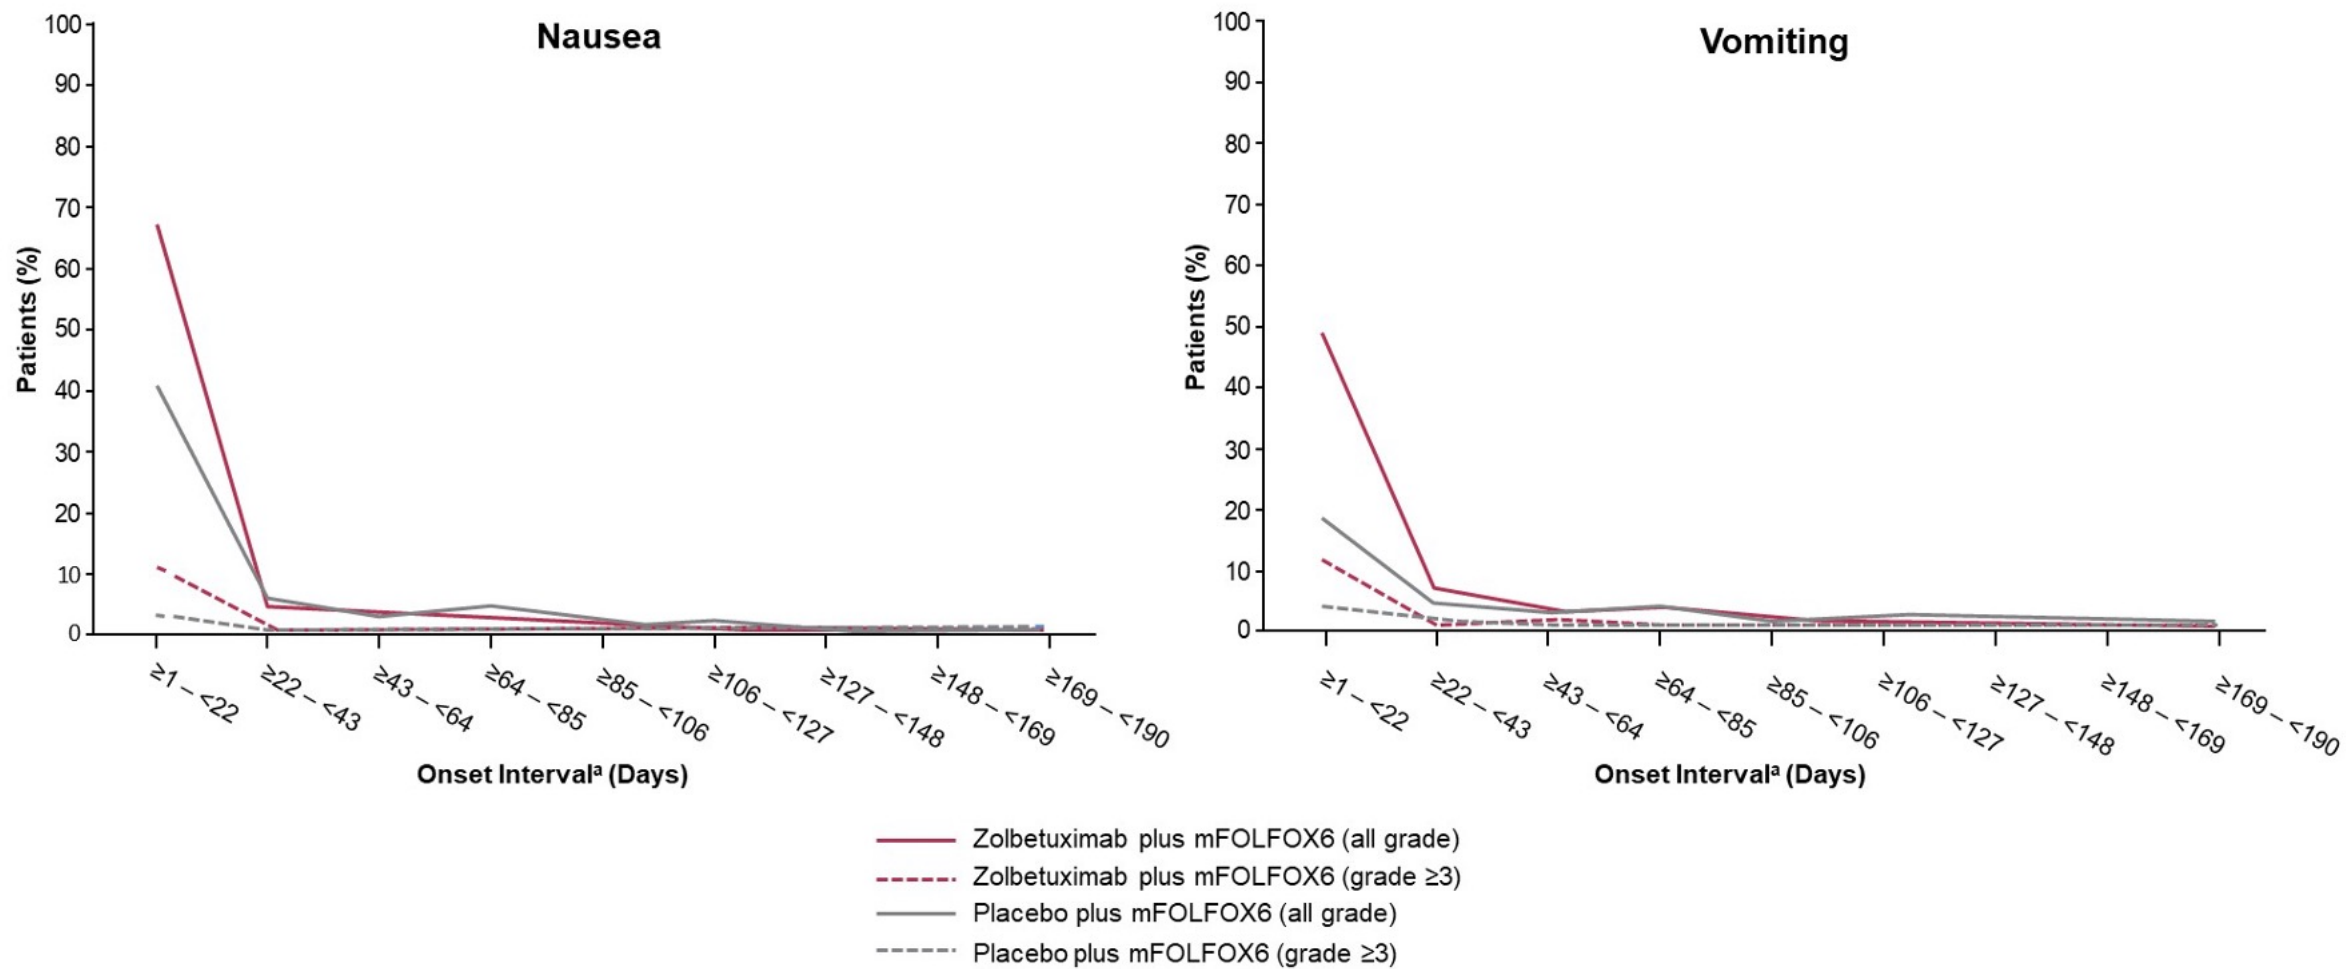 Nausea
Patients (%)
100
90
80
70
60
50
40
30
20
10
0
≥1 – <22
≥22 – <43
≥43 – <64
≥64 – <85
≥85 – <106
≥106 – <127
≥127 – <148
≥148 – <169
≥169 – <190
Onset Intervalᵃ (Days)
Vomiting
Patients (%)
100
90
80
70
60
50
40
30
20
10
0
≥1 – <22
≥22 – <43
≥43 – <64
≥64 – <85
≥85 – <106
≥106 – <127
≥127 – <148
≥148 – <169
≥169 – <190
Onset Intervalᵃ (Days)
Zolbetuximab plus mFOLFOX6 (all grade)
Zolbetuximab plus mFOLFOX6 (grade ≥3)
Placebo plus mFOLFOX6 (all grade)
Placebo plus mFOLFOX6 (grade ≥3)